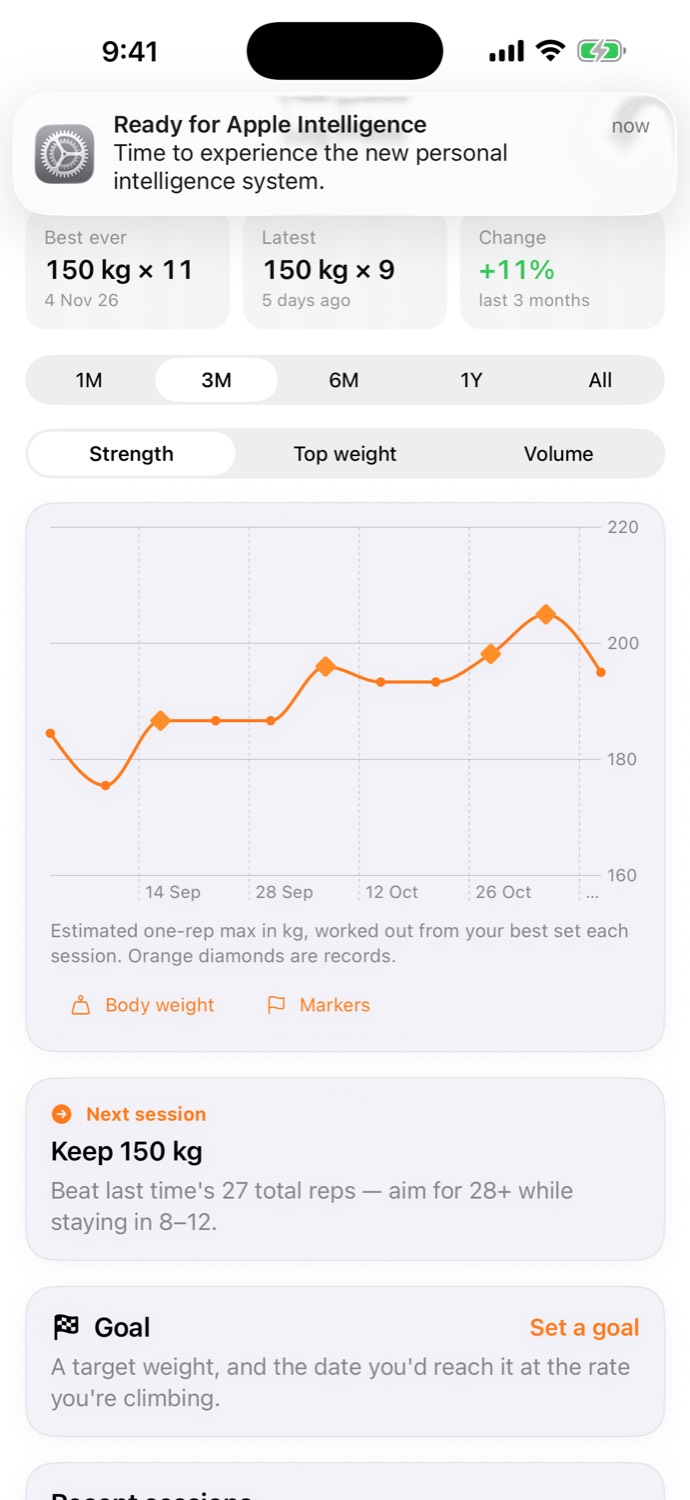 9:41
Ready for Apple Intelligence
now
Time to experience the new personal
intelligence system.
Best ever
150 kg × 11
4 Nov 26
Latest
150 kg × 9
5 days ago
Change
+11%
last 3 months
1M 3M 6M 1Y All
Strength Top weight Volume
220
200
180
160
14 Sep 28 Sep 12 Oct 26 Oct ...
Estimated one-rep max in kg, worked out from your best set each
session. Orange diamonds are records.
Body weight Markers
Next session
Keep 150 kg
Beat last time's 27 total reps — aim for 28+ while
staying in 8–12.
Goal
Set a goal
A target weight, and the date you'd reach it at the rate
you're climbing.
Recent sessions